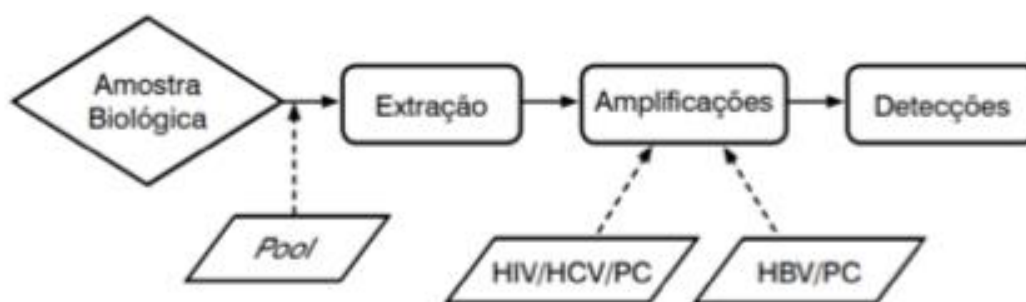 Amostra
Biológica
Extração
Amplificações
Detecções
Pool
HIV/HCV/PC
HBV/PC